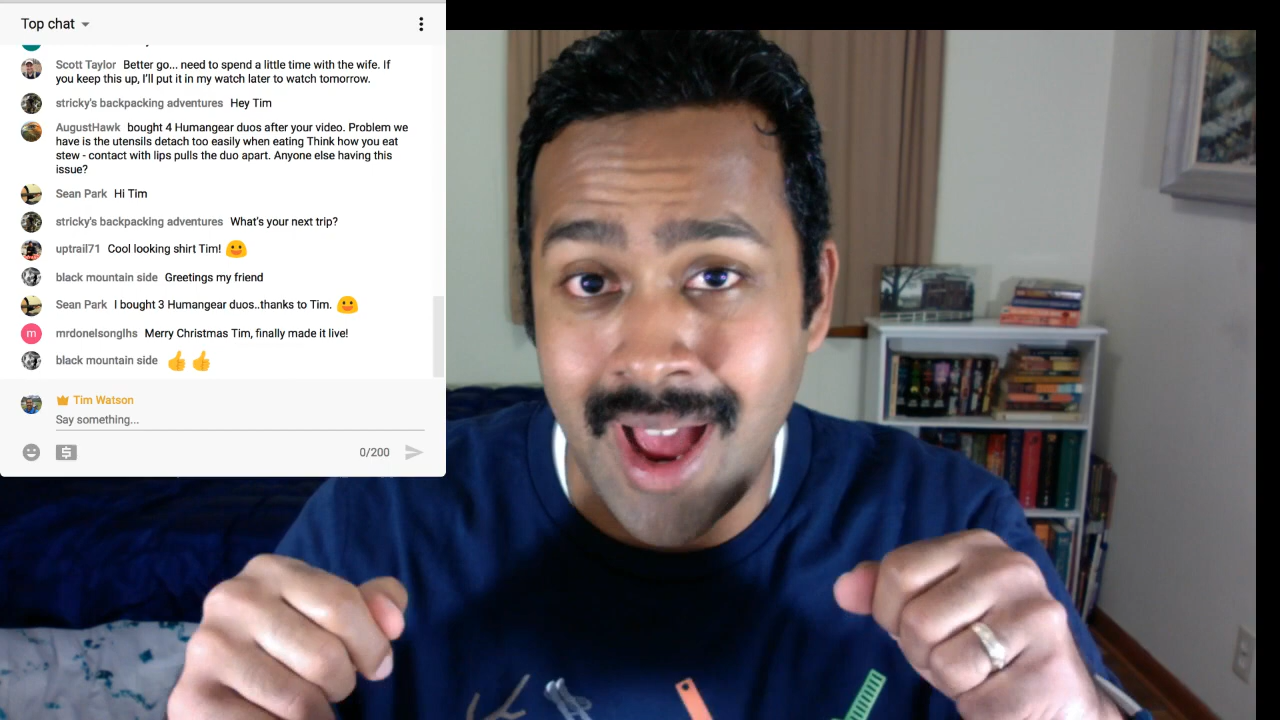 Top chat
Scott Taylor Better go... need to spend a little time with the wife. If
you keep this up, I'll put it in my watch later to watch tomorrow.
stricky's backpacking adventures Hey Tim
AugustHawk bought 4 Humangear duos after your video. Problem we
have is the utensils detach too easily when eating Think how you eat
stew - contact with lips pulls the duo apart. Anyone else having this
issue?
Sean Park Hi Tim
stricky's backpacking adventures What's your next trip?
uptrail71 Cool looking shirt Tim! 😃
black mountain side Greetings my friend
Sean Park I bought 3 Humangear duos..thanks to Tim. 😃
m mrdonelsonglhs Merry Christmas Tim, finally made it live!
black mountain side 👍 👍
Tim Watson
Say something...
$ 0/200